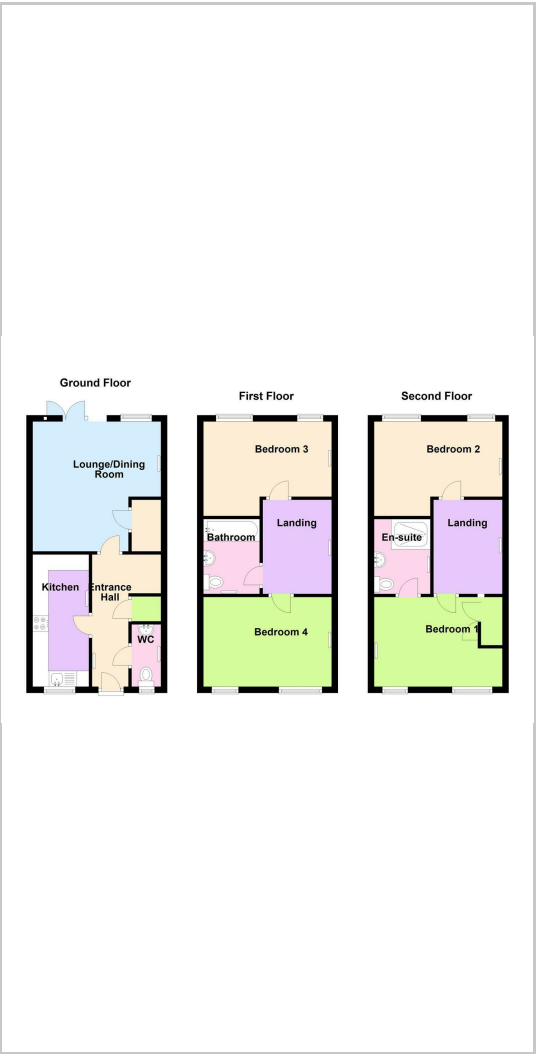 Ground Floor
Lounge/Dining
Room
Kitchen
Entrance
Hall
WC
First Floor
Bedroom 3
Bathroom
Landing
Bedroom 4
Second Floor
Bedroom 2
En-suite
Landing
Bedroom 1